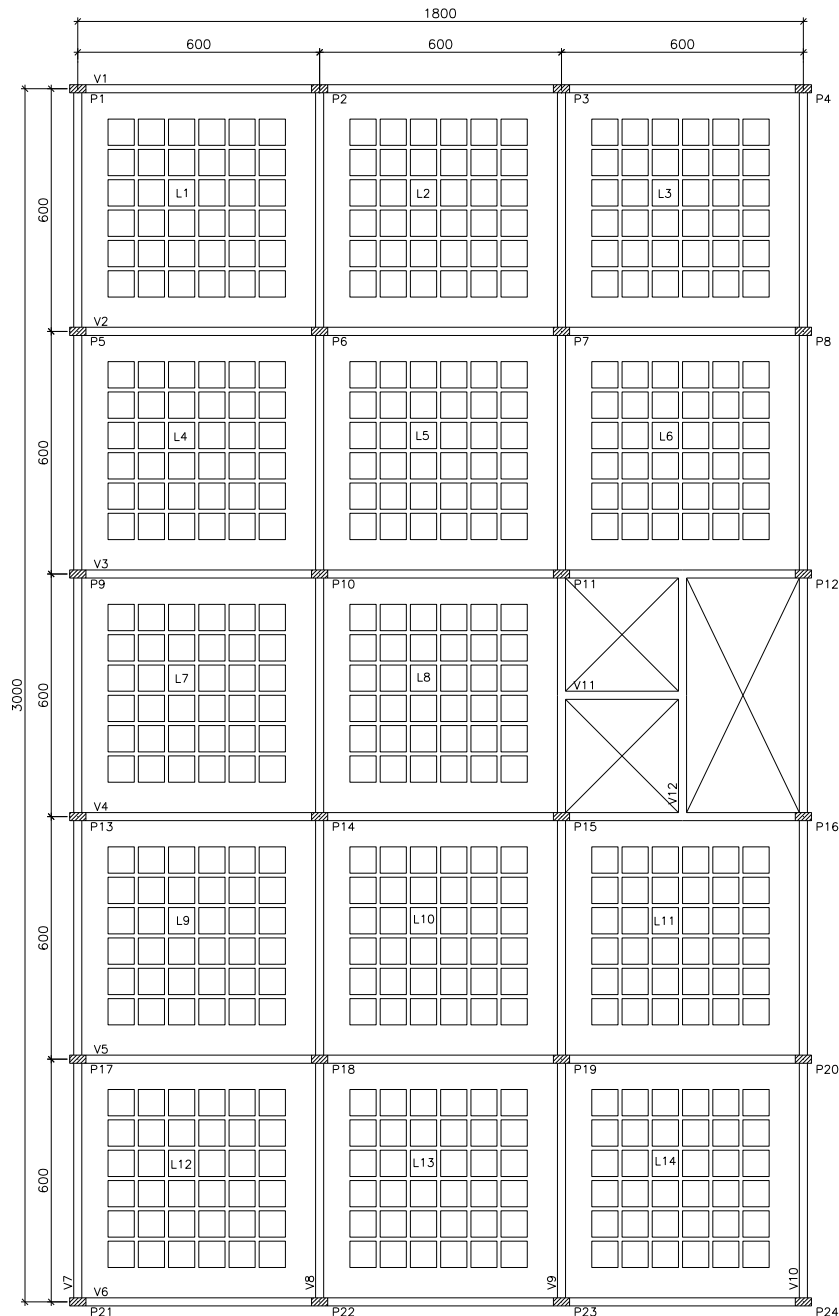 1800
600 600 600
V1
P1 P2 P3 P4
600
L1 L2 L3
V2
P5 P6 P7 P8
600
L4 L5 L6
V3
P9 P10 P11 P12
600
3000
L7 L8
V11
V12
V4
P13 P14 P15 P16
600
L9 L10 L11
V5
P17 P18 P19 P20
600
L12 L13 L14
V7 V8 V9 V10
V6
P21 P22 P23 P24